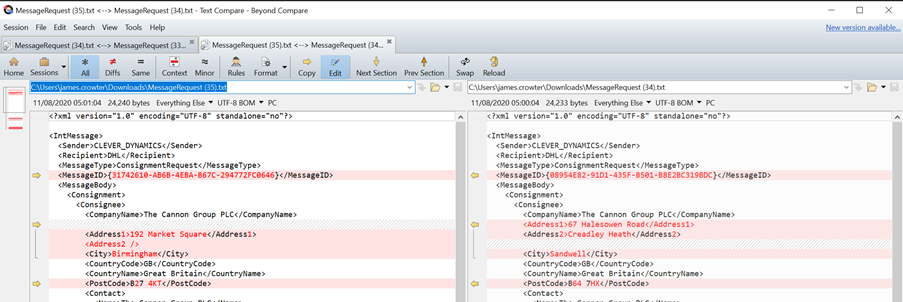 MessageRequest (35).txt <--> MessageRequest (34).txt - Text Compare - Beyond Compare
Session File Edit Search View Tools Help
New version available...
MessageRequest (34).txt <--> MessageRequest (33...
MessageRequest (35).txt <--> MessageRequest (34...
Home Sessions All Diffs Same Context Minor Rules Format Copy Edit Next Section Prev Section Swap Reload
C:\Users\james.crowter\Downloads\MessageRequest (35).txt
11/08/2020 05:01:04 24,240 bytes Everything Else UTF-8 BOM PC
<?xml version="1.0" encoding="UTF-8" standalone="no"?>
<IntMessage>
<Sender>CLEVER_DYNAMICS</Sender>
<Recipient>DHL</Recipient>
<MessageType>ConsignmentRequest</MessageType>
<MessageID>{31742610-AB6B-4EBA-B67C-294772FC0646}</MessageID>
<MessageBody>
<Consignment>
<Consignee>
<CompanyName>The Cannon Group PLC</CompanyName>
<Address1>192 Market Square</Address1>
<Address2 />
<City>Birmingham</City>
<CountryCode>GB</CountryCode>
<CountryName>Great Britain</CountryName>
<PostCode>B27 4KT</PostCode>
<Contact>
C:\Users\james.crowter\Downloads\MessageRequest (34).txt
11/08/2020 05:00:04 24,233 bytes Everything Else UTF-8 BOM PC
<?xml version="1.0" encoding="UTF-8" standalone="no"?>
<IntMessage>
<Sender>CLEVER_DYNAMICS</Sender>
<Recipient>DHL</Recipient>
<MessageType>ConsignmentRequest</MessageType>
<MessageID>{08954E82-91D1-435F-B501-B8E2BC319BDC}</MessageID>
<MessageBody>
<Consignment>
<Consignee>
<CompanyName>The Cannon Group PLC</CompanyName>
<Address1>67 Halesowen Road</Address1>
<Address2>Creadley Heath</Address2>
<City>Sandwell</City>
<CountryCode>GB</CountryCode>
<CountryName>Great Britain</CountryName>
<PostCode>B64 7HX</PostCode>
<Contact>